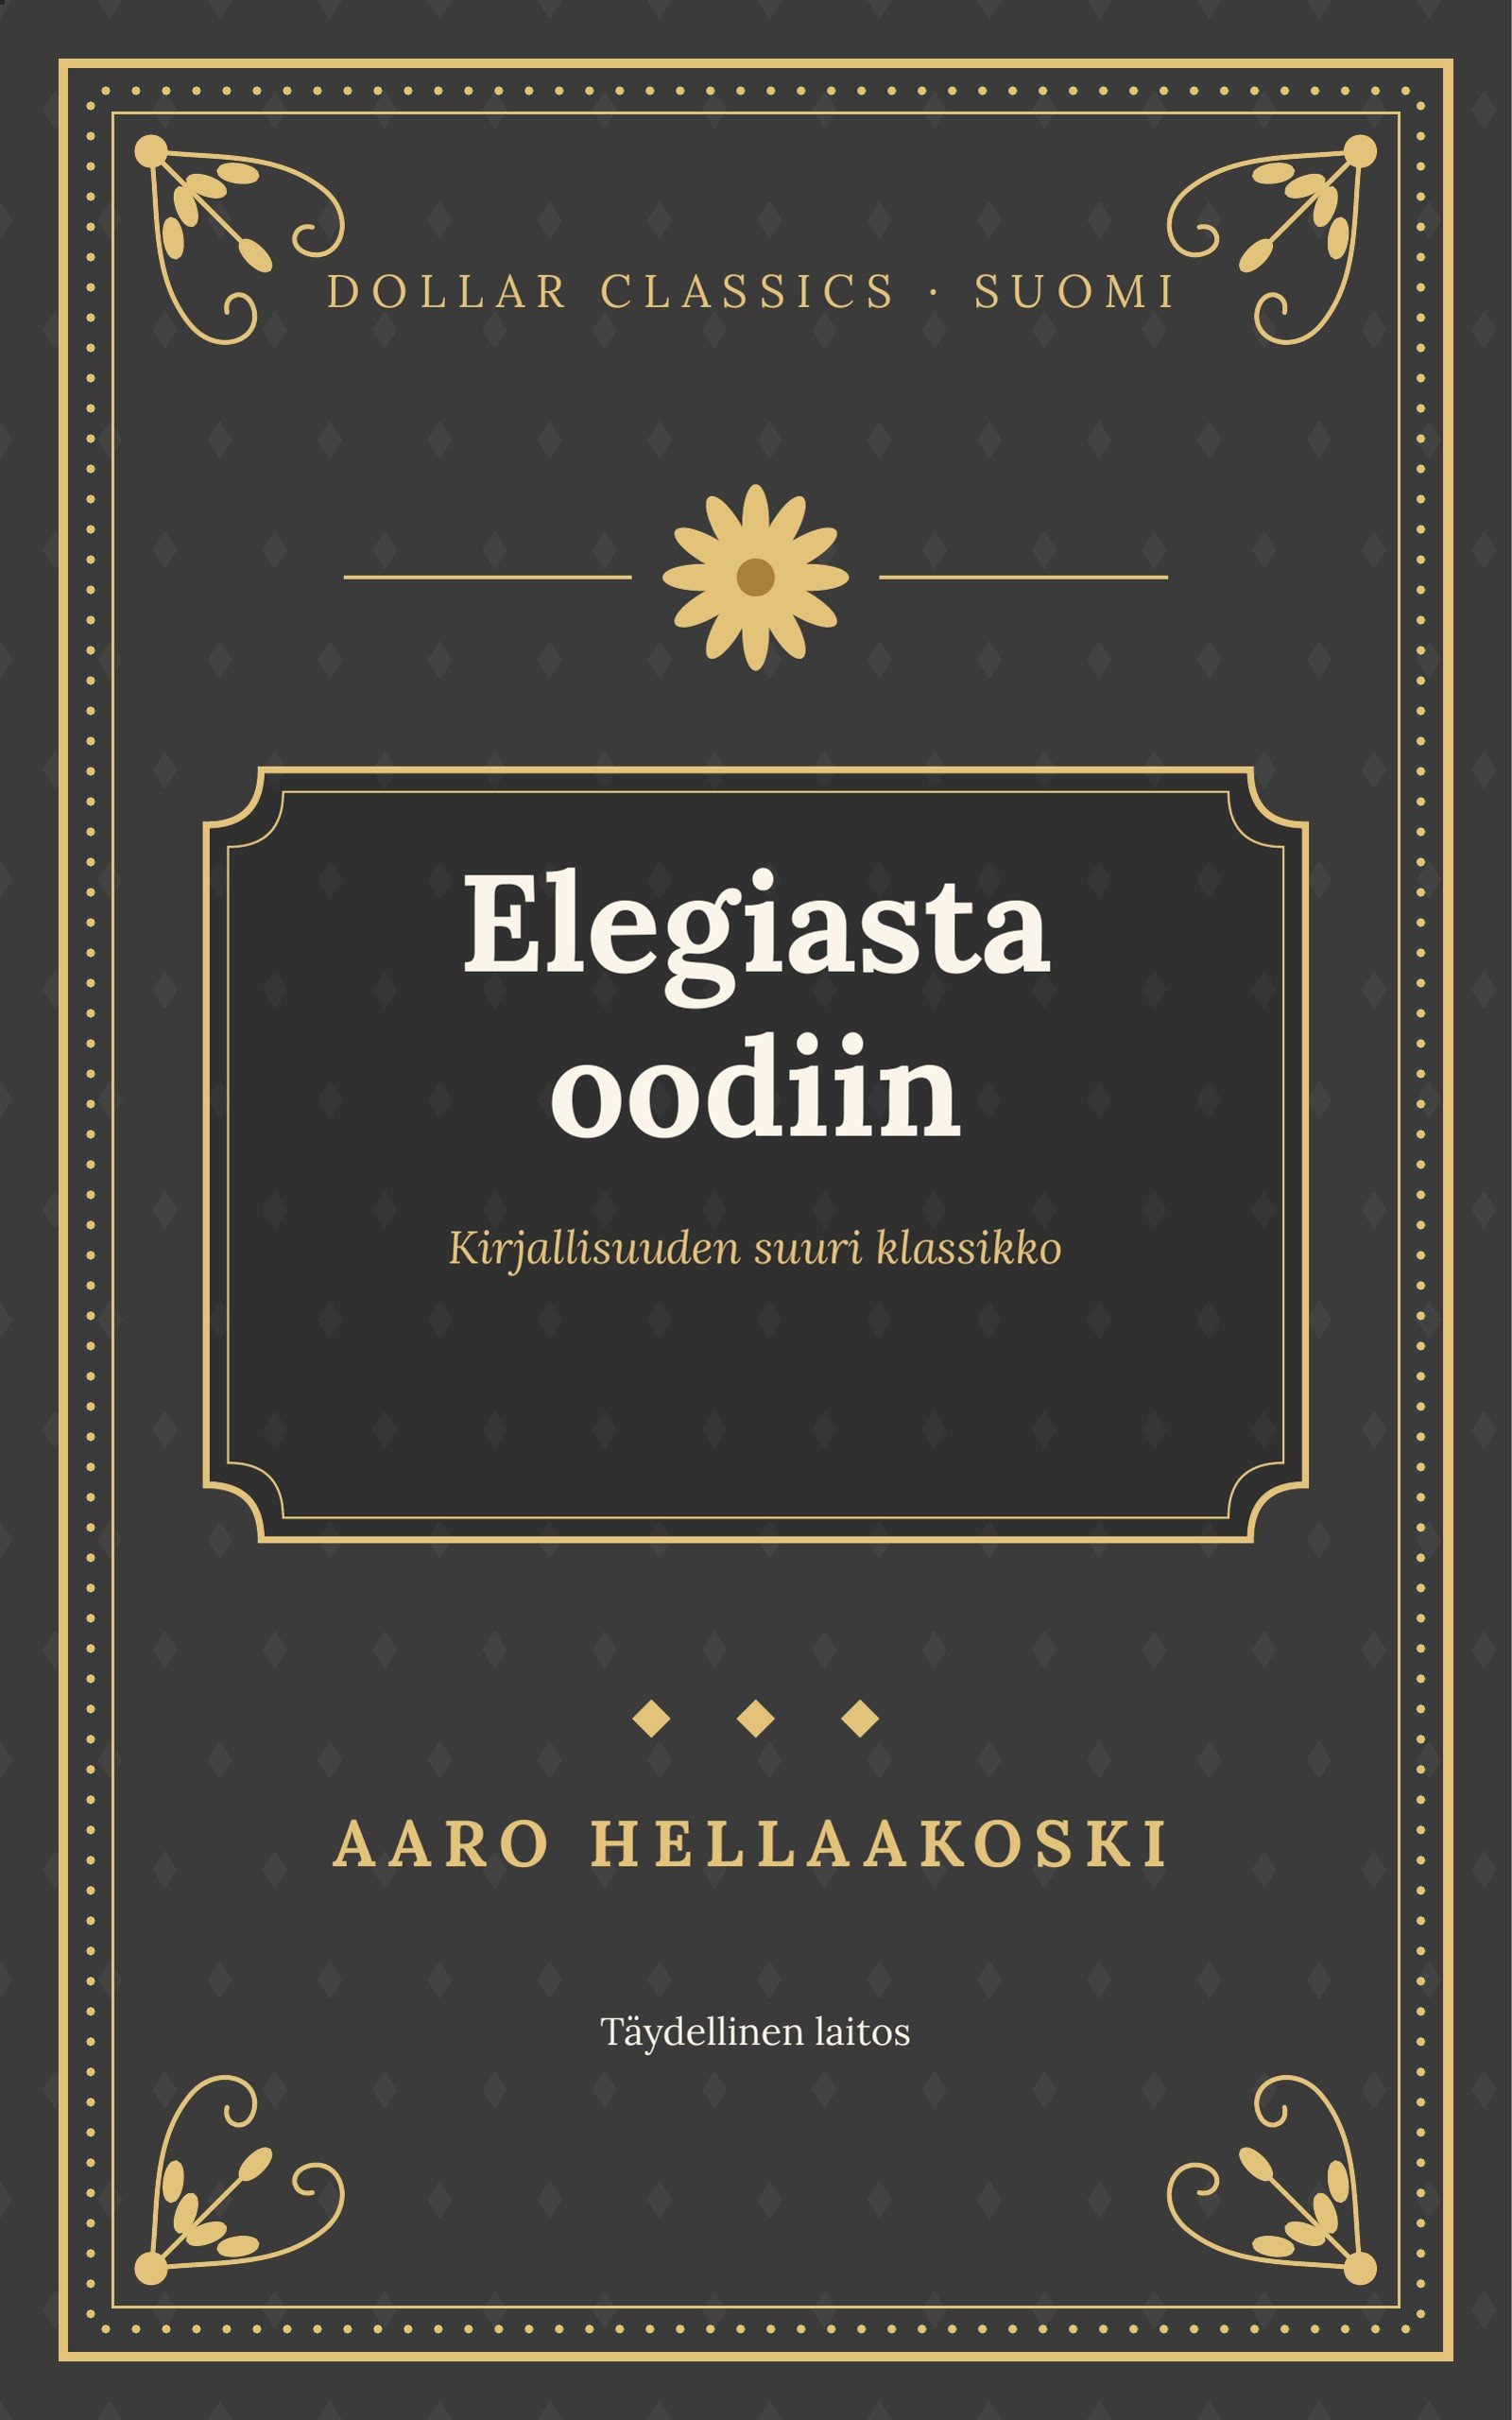 DOLLAR CLASSICS · SUOMI
Elegiasta
oodiin
Kirjallisuuden suuri klassikko
AARO HELLAAKOSKI
Täydellinen laitos